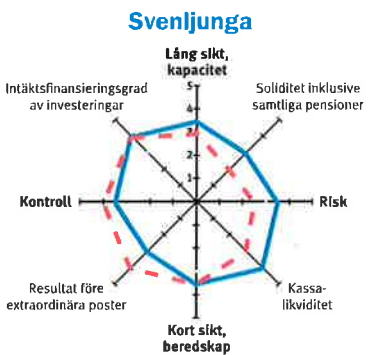 Svenljunga
Lång sikt,
kapacitet
Intäktsfinansieringsgrad
av investeringar
Soliditet inklusive
samtliga pensioner
5
4
3
2
1
Kontroll
Risk
Resultat före
extraordinära poster
Kassa-
likviditet
Kort sikt,
beredskap